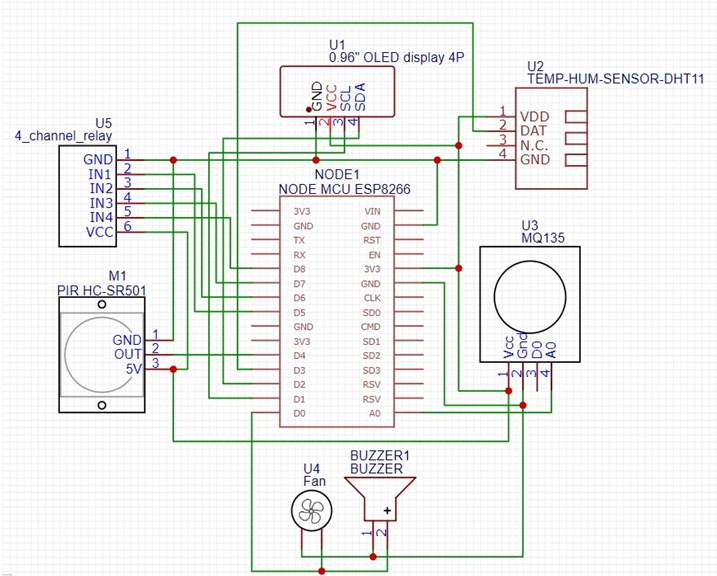 U1
0.96" OLED display 4P
GND
VCC
SCL
SDA
1
2
3
4
U2
TEMP-HUM-SENSOR-DHT11
1 VDD
2 DAT
3 N.C.
4 GND
U5
4_channel_relay
GND 1
IN1 2
IN2 3
IN3 4
IN4 5
VCC 6
NODE1
NODE MCU ESP8266
3V3 VIN
GND GND
TX RST
RX EN
D8 3V3
D7 GND
D6 CLK
D5 SD0
GND CMD
3V3 SD1
D4 SD2
D3 SD3
D2 RSV
D1 RSV
D0 A0
M1
PIR HC-SR501
GND 1
OUT 2
5V 3
U3
MQ135
Vcc
Gnd
D0
A0
1
2
3
4
U4
Fan
BUZZER1
BUZZER
+
1
2